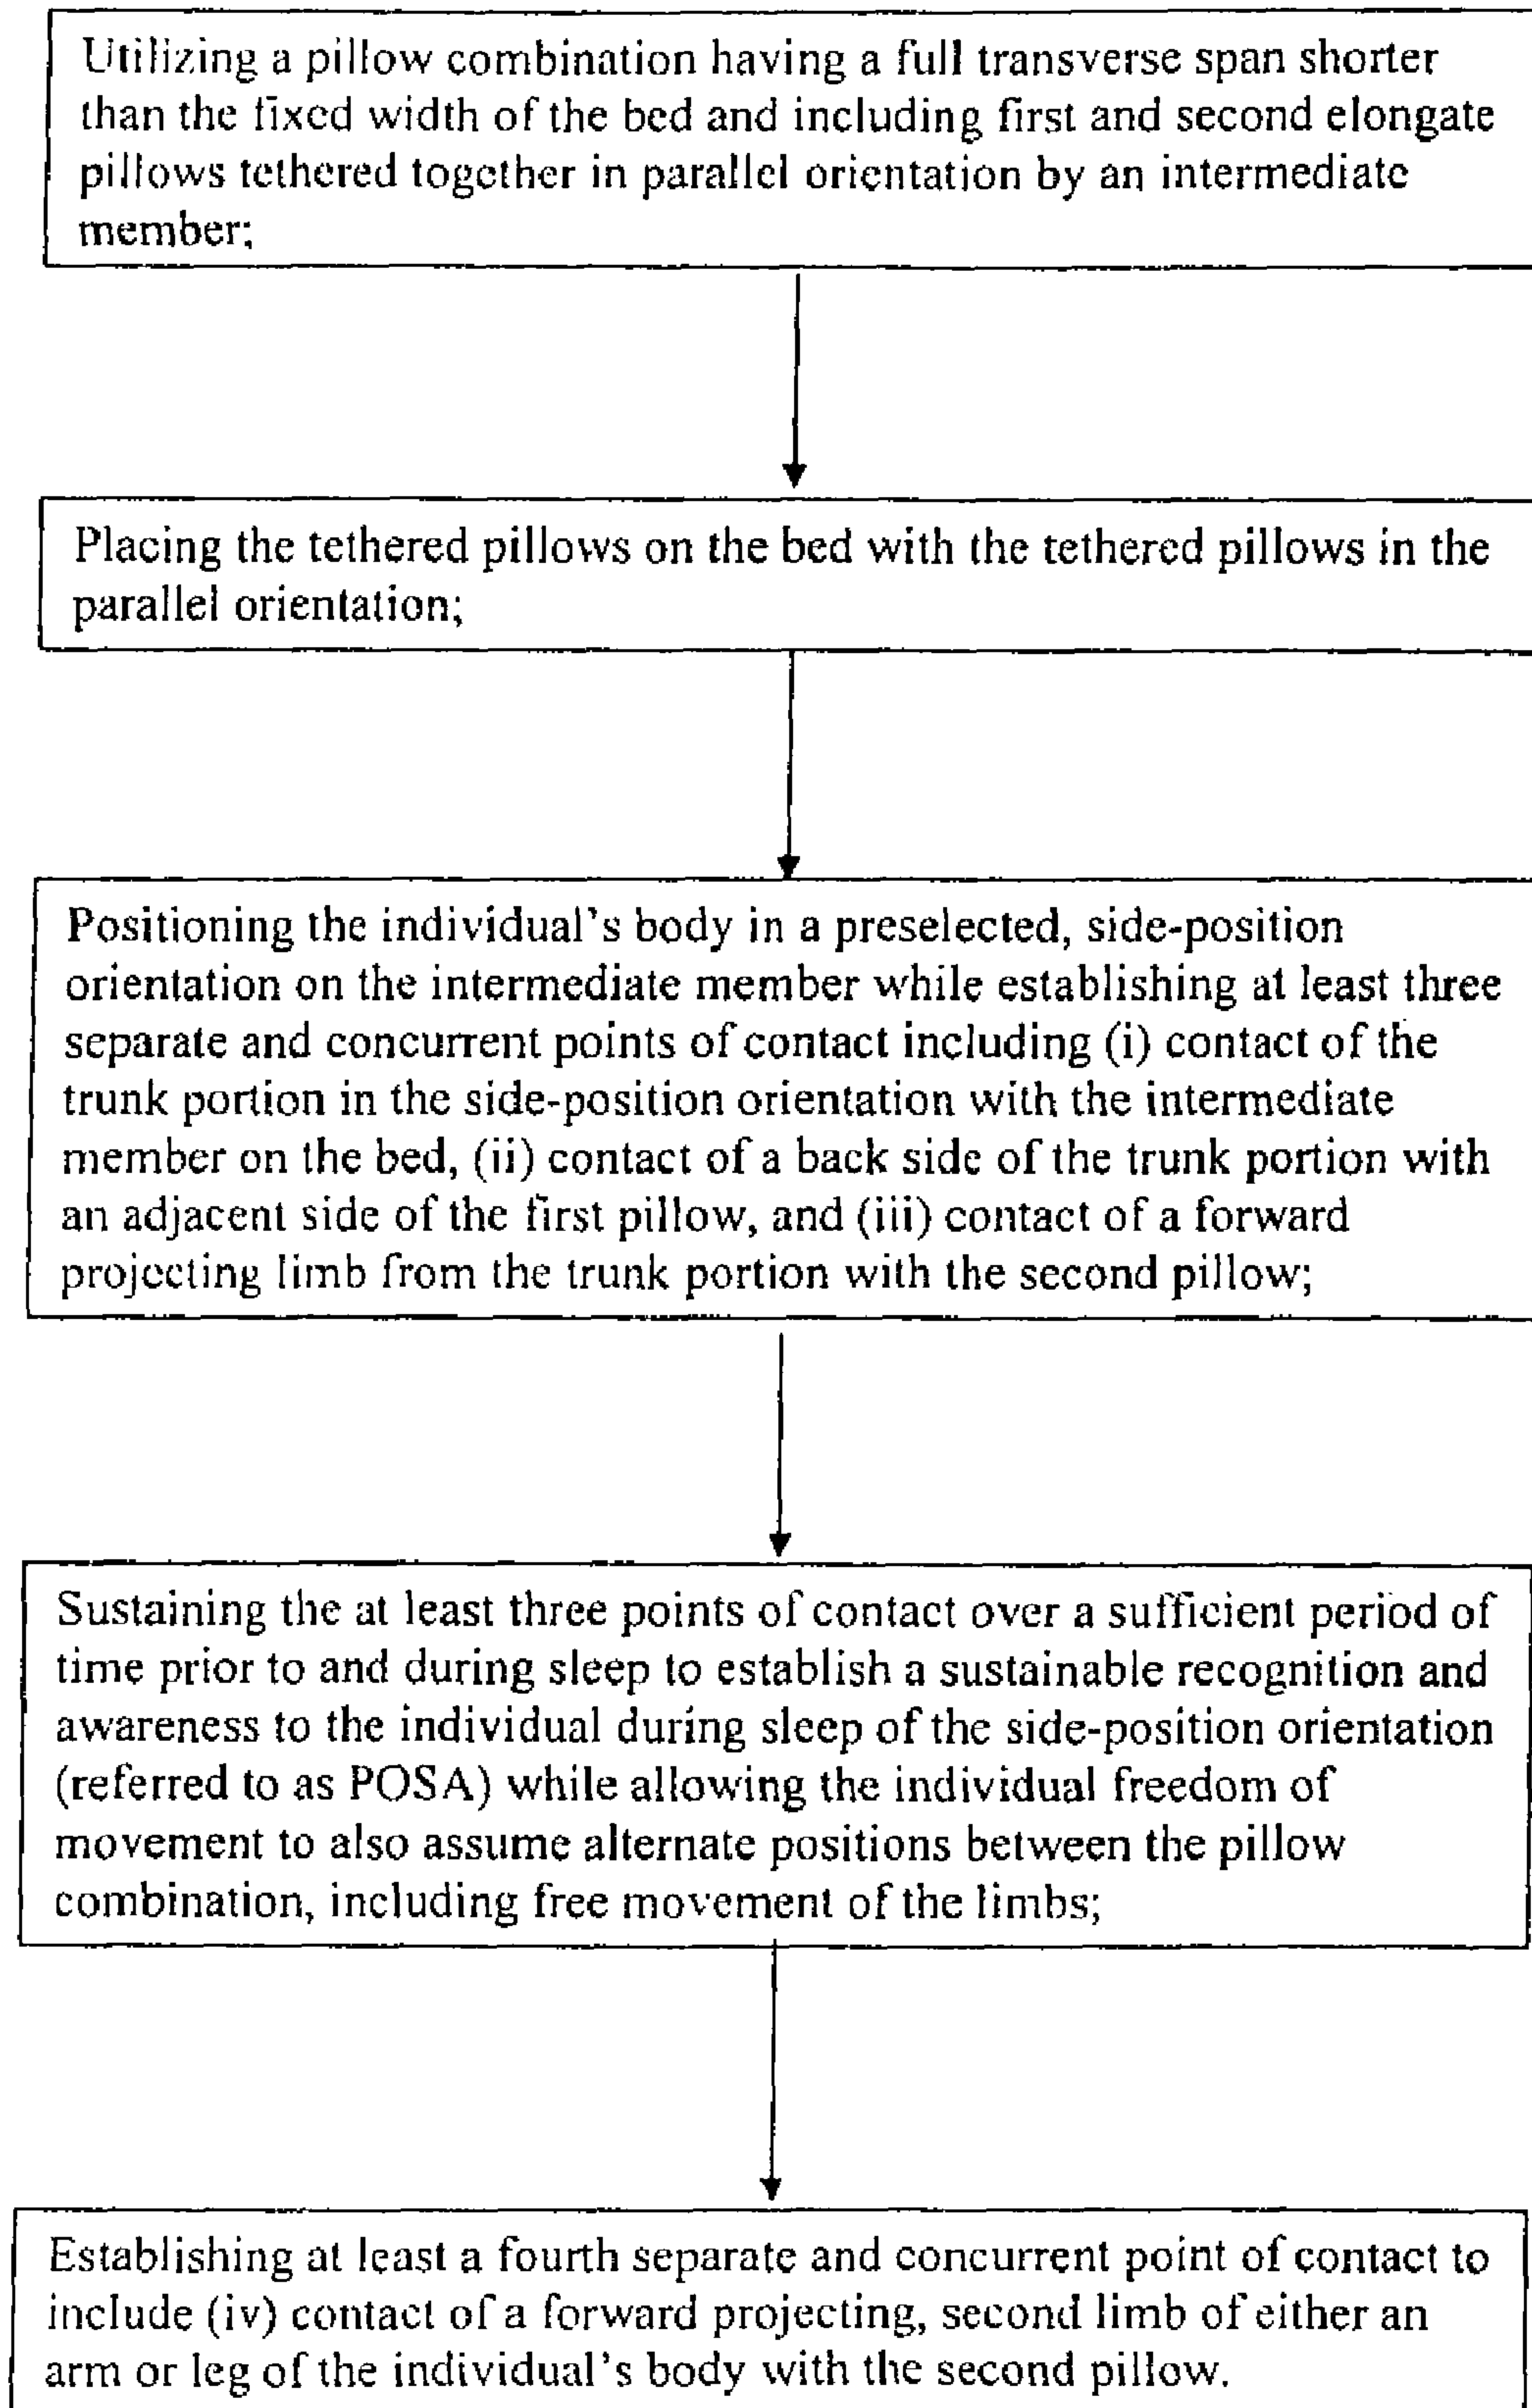 Utilizing a pillow combination having a full transverse span shorter
than the fixed width of the bed and including first and second elongate
pillows tethered together in parallel orientation by an intermediate
member;
Placing the tethered pillows on the bed with the tethered pillows in the
parallel orientation;
Positioning the individual's body in a preselected, side-position
orientation on the intermediate member while establishing at least three
separate and concurrent points of contact including (i) contact of the
trunk portion in the side-position orientation with the intermediate
member on the bed, (ii) contact of a back side of the trunk portion with
an adjacent side of the first pillow, and (iii) contact of a forward
projecting limb from the trunk portion with the second pillow;
Sustaining the at least three points of contact over a sufficient period of
time prior to and during sleep to establish a sustainable recognition and
awareness to the individual during sleep of the side-position orientation
(referred to as POSA) while allowing the individual freedom of
movement to also assume alternate positions between the pillow
combination, including free movement of the limbs;
Establishing at least a fourth separate and concurrent point of contact to
include (iv) contact of a forward projecting, second limb of either an
arm or leg of the individual's body with the second pillow.